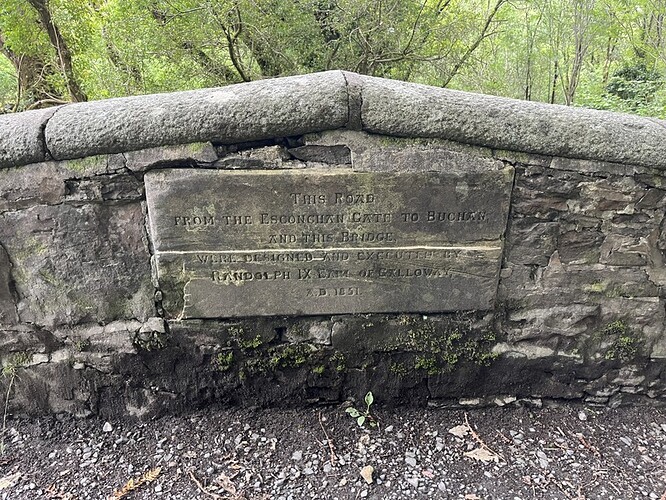 THIS ROAD
FROM THE ESCONCHAN GATE TO BUCHAN,
AND THIS BRIDGE
WERE DESIGNED AND EXECUTED BY
RANDOLPH IX EARL OF GALLOWAY,
A.D. 1851.